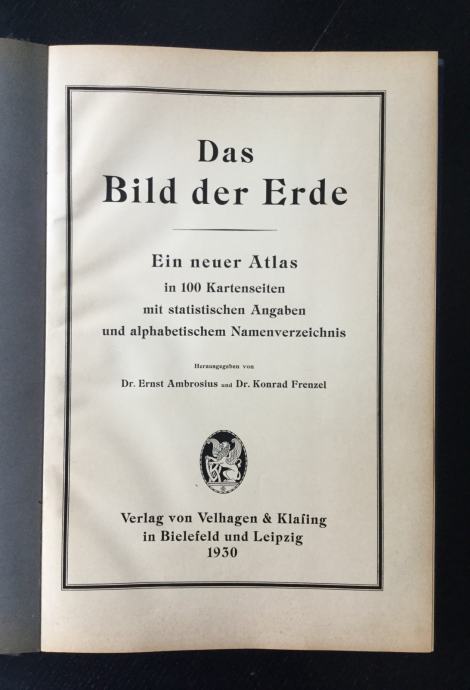 Das
Bild der Erde
Ein neuer Atlas
in 100 Kartenseiten
mit statistischen Angaben
und alphabetischem Namenverzeichnis
Herausgegeben von
Dr. Ernst Ambrosius und Dr. Konrad Frenzel
Verlag von Velhagen & Klaſing
in Bielefeld und Leipzig
1930